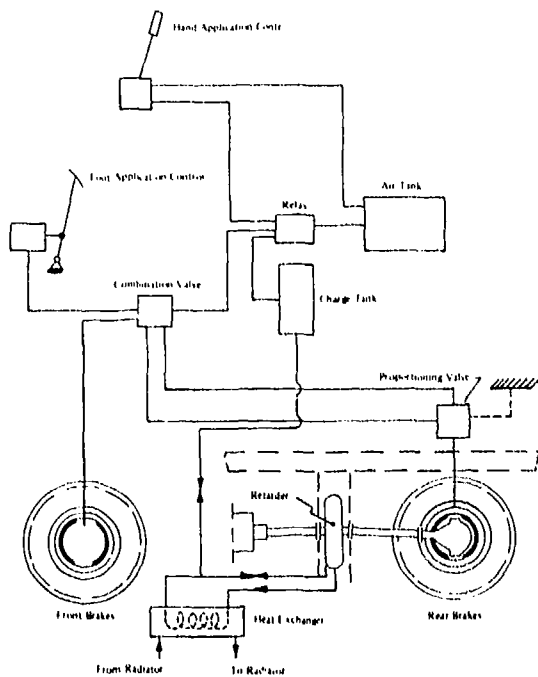 Hand Application Contr
Foot Application Control
Air Tank
Relay
Combination Valve
Charge Tank
Proportioning Valve
Retarder
Front Brakes
Heat Exchanger
Rear Brakes
From Radiator
To Radiator